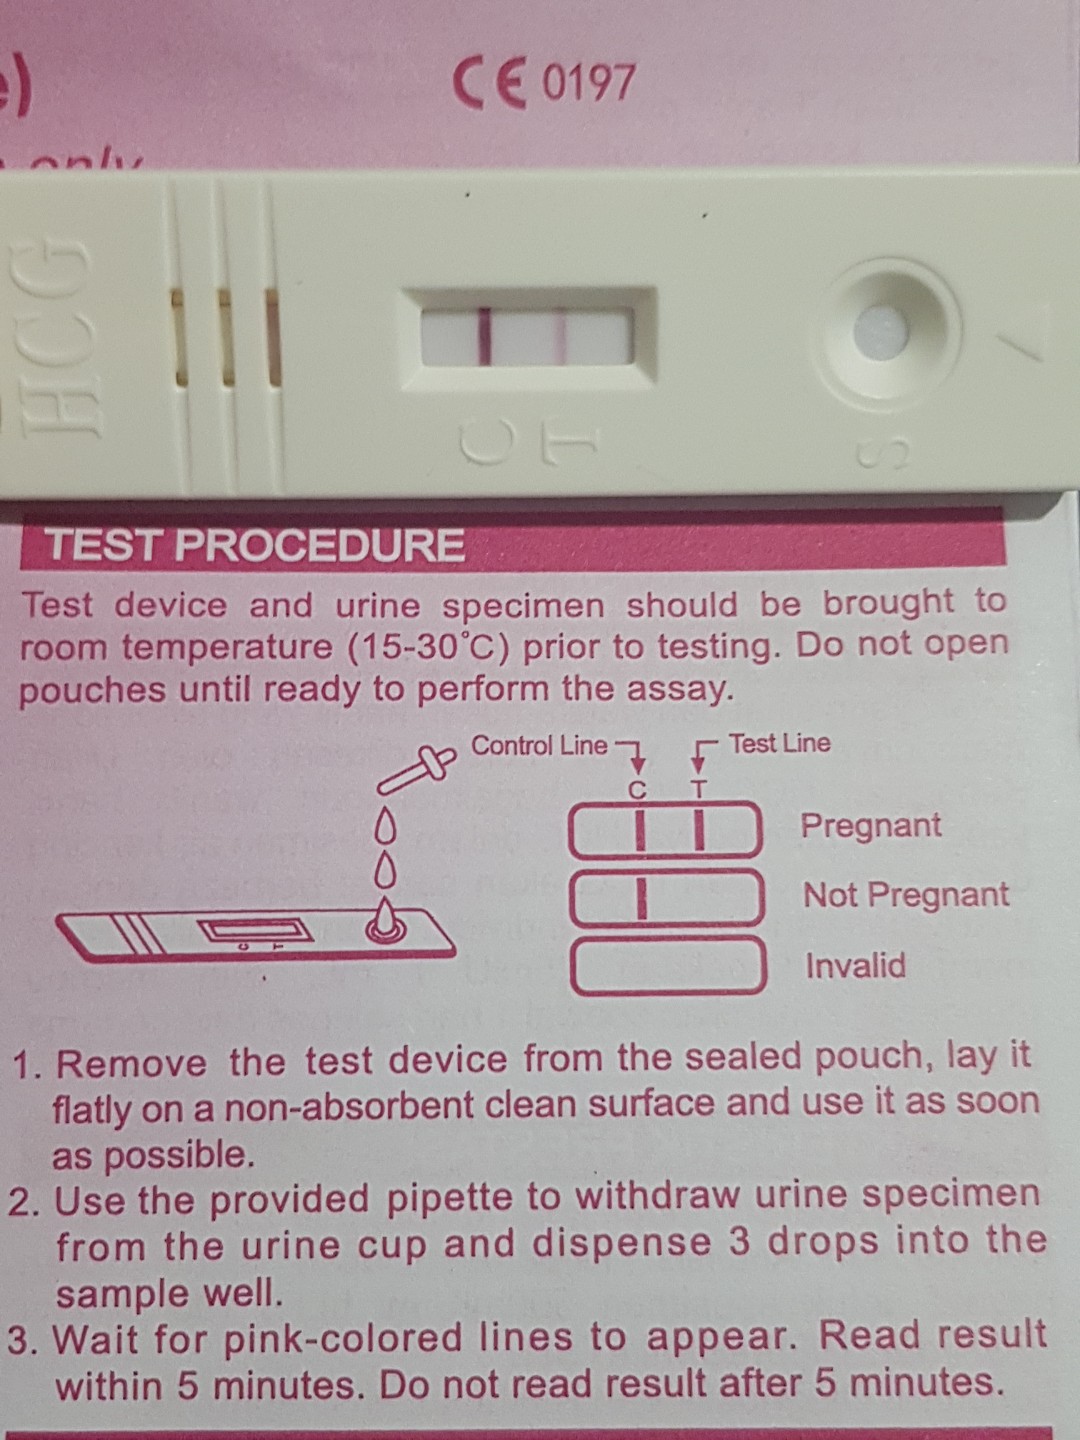 )
CE 0197
only
HCG
C T
S
TEST PROCEDURE
Test device and urine specimen should be brought to
room temperature (15-30°C) prior to testing. Do not open
pouches until ready to perform the assay.
Control Line
Test Line
C T
Pregnant
Not Pregnant
Invalid
C T
1. Remove the test device from the sealed pouch, lay it
flatly on a non-absorbent clean surface and use it as soon
as possible.
2. Use the provided pipette to withdraw urine specimen
from the urine cup and dispense 3 drops into the
sample well.
3. Wait for pink-colored lines to appear. Read result
within 5 minutes. Do not read result after 5 minutes.